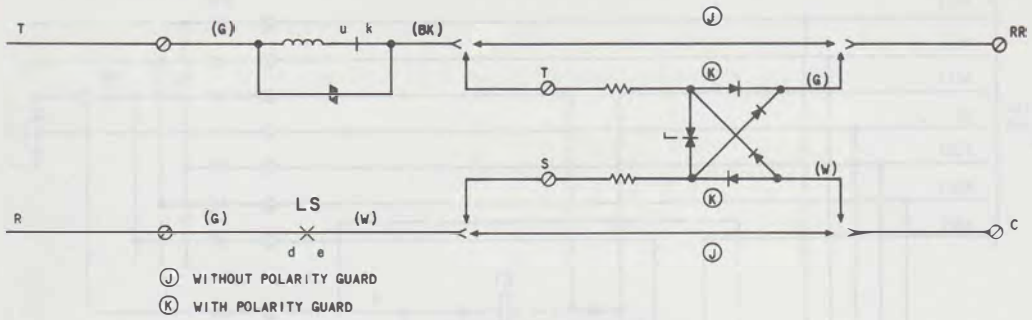 J
T (G) u k (BK) RR
T K (G)
S (W)
K
LS
R (G) (W) C
d e J
J WITHOUT POLARITY GUARD
K WITH POLARITY GUARD